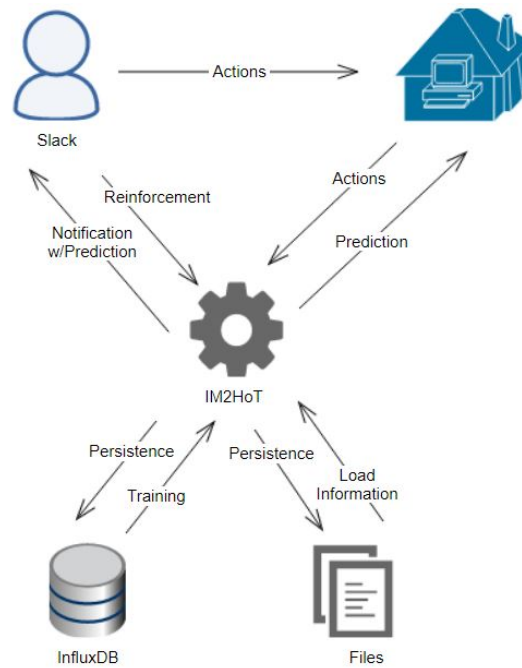 Actions
Slack
Reinforcement
Actions
Notification
w/Prediction
Prediction
IM2HoT
Persistence
Persistence
Training
Load
Information
InfluxDB
Files